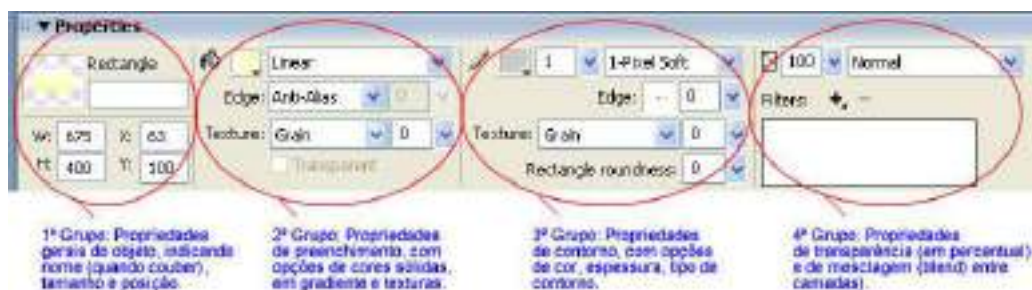 Properties
Rectangle
W: 675 X: 63
H: 400 Y: 100
Linear
Edge: Anti-Alias 0
Texture: Grain 0
Transparent
1 1-Pixel Soft
Edge: 0
Texture: Grain 0
Rectangle roundness: 0
100 Normal
Filters:
1º Grupo: Propriedades
gerais do objeto, indicando
nome (quando couber),
tamanho e posição.
2º Grupo: Propriedades
de preenchimento, com
opções de cores sólidas,
em gradiente e texturas.
3º Grupo: Propriedades
de contorno, com opções
de cor, espessura, tipo de
contorno.
4º Grupo: Propriedades
de transparência (em percentual)
e de mesclagem (blend) entre
camadas).